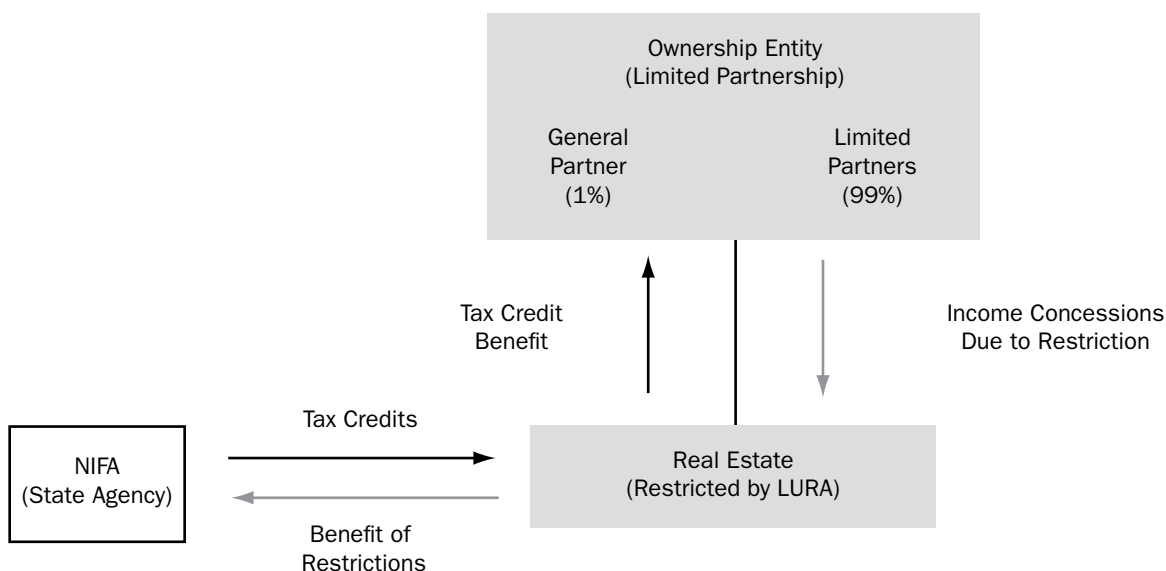 Ownership Entity
(Limited Partnership)
General
Partner
(1%)
Limited
Partners
(99%)
Tax Credit
Benefit
Income Concessions
Due to Restriction
Tax Credits
NIFA
(State Agency)
Real Estate
(Restricted by LURA)
Benefit of
Restrictions